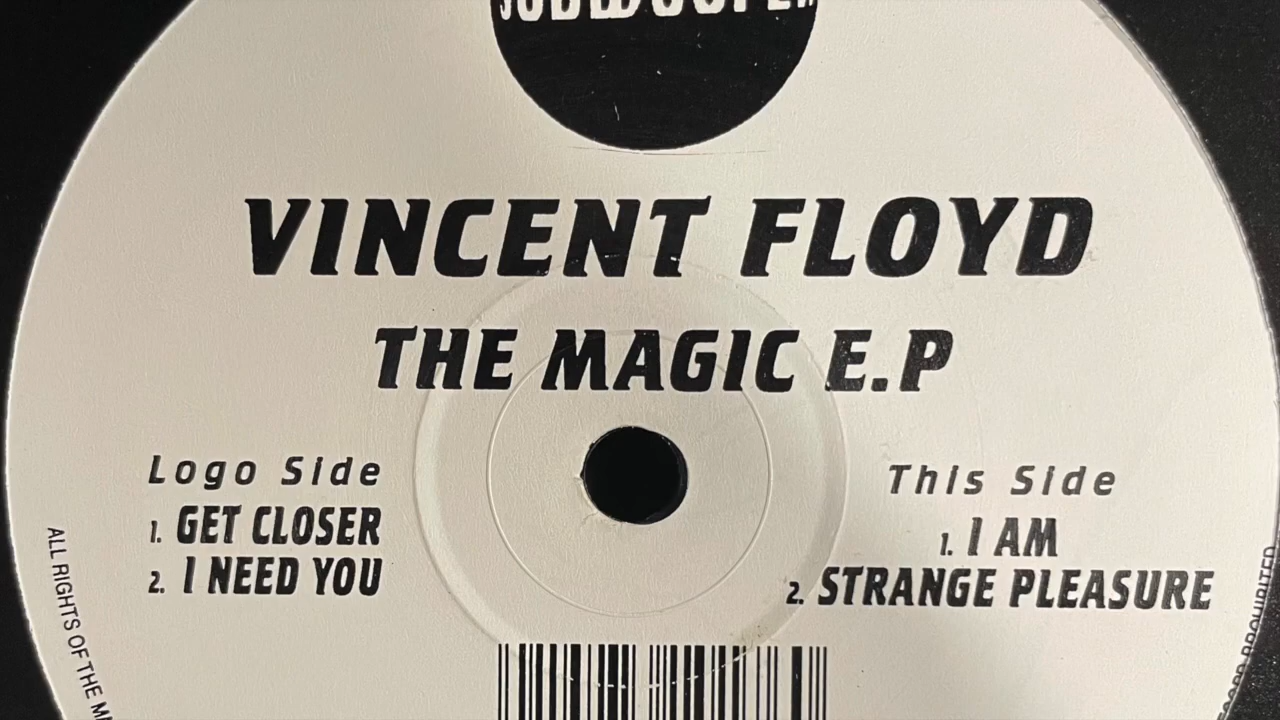 VINCENT FLOYD
THE MAGIC E.P
Logo Side
1. GET CLOSER
2. I NEED YOU
This Side
1. I AM
2. STRANGE PLEASURE
ALL RIGHTS OF THE
PROHIBITED